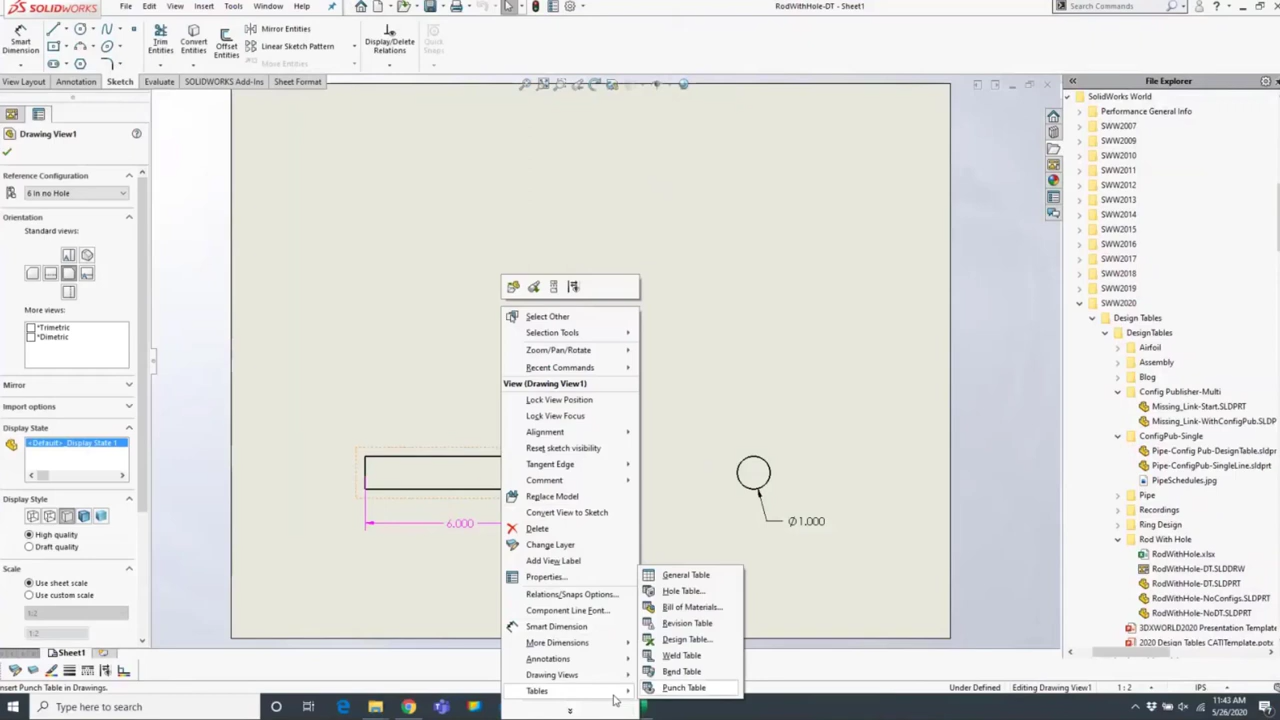 SOLIDWORKS
File Edit View Insert Tools Window Help
RodWithHole-DT - Sheet1
Search Commands
Smart Dimension
Trim Entities
Convert Entities
Offset Entities
Mirror Entities
Linear Sketch Pattern
Move Entities
Display/Delete Relations
Quick Snaps
View Layout Annotation Sketch Evaluate SOLIDWORKS Add-Ins Sheet Format
Drawing View1
Reference Configuration
6 in no Hole
Orientation
Standard views:
More views:
*Trimetric
*Dimetric
Mirror
Import options
Display State
<Default>_Display State 1
Display Style
High quality
Draft quality
Scale
Use sheet scale
1:2
Use custom scale
1:2
Sheet1
6.000
Ø1.000
Select Other
Selection Tools
Zoom/Pan/Rotate
Recent Commands
View (Drawing View1)
Lock View Position
Lock View Focus
Alignment
Reset sketch visibility
Tangent Edge
Comment
Replace Model
Convert View to Sketch
Delete
Change Layer
Add View Label
Properties...
Relations/Snaps Options...
Component Line Font...
Smart Dimension
More Dimensions
Annotations
Drawing Views
Tables
General Table
Hole Table...
Bill of Materials...
Revision Table
Design Table...
Weld Table
Bend Table
Punch Table
File Explorer
SolidWorks World
Performance General Info
SWW2007
SWW2009
SWW2010
SWW2011
SWW2012
SWW2013
SWW2014
SWW2015
SWW2016
SWW2017
SWW2018
SWW2019
SWW2020
Design Tables
DesignTables
Airfoil
Assembly
Blog
Config Publisher-Multi
Missing_Link-Start.SLDPRT
Missing_Link-WithConfigPub.SLDP
ConfigPub-Single
Pipe-Config Pub-DesignTable.SLDPRT
Pipe-ConfigPub-SingleLine.sldprt
PipeSchedules.jpg
Pipe
Recordings
Ring Design
Rod With Hole
RodWithHole.xlsx
RodWithHole-DT.SLDDRW
RodWithHole-DT.SLDPRT
RodWithHole-NoConfigs.SLDPRT
RodWithHole-NoDT.SLDPRT
3DXWORLD2020 Presentation Template
2020 Design Tables CATITemplate.potx
nsert Punch Table in Drawings.
Under Defined Editing Drawing View1 1 : 2 IPS
Type here to search
11:43 AM
5/26/2020